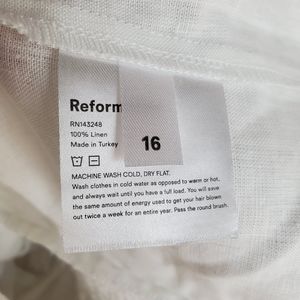 Reform
RN143248
100% Linen
Made in Turkey
16
MACHINE WASH COLD, DRY FLAT.
Wash clothes in cold water as opposed to warm or hot,
and always wait until you have a full load. You will save
the same amount of energy used to get your hair blown
out twice a week for an entire year. Pass the round brush.